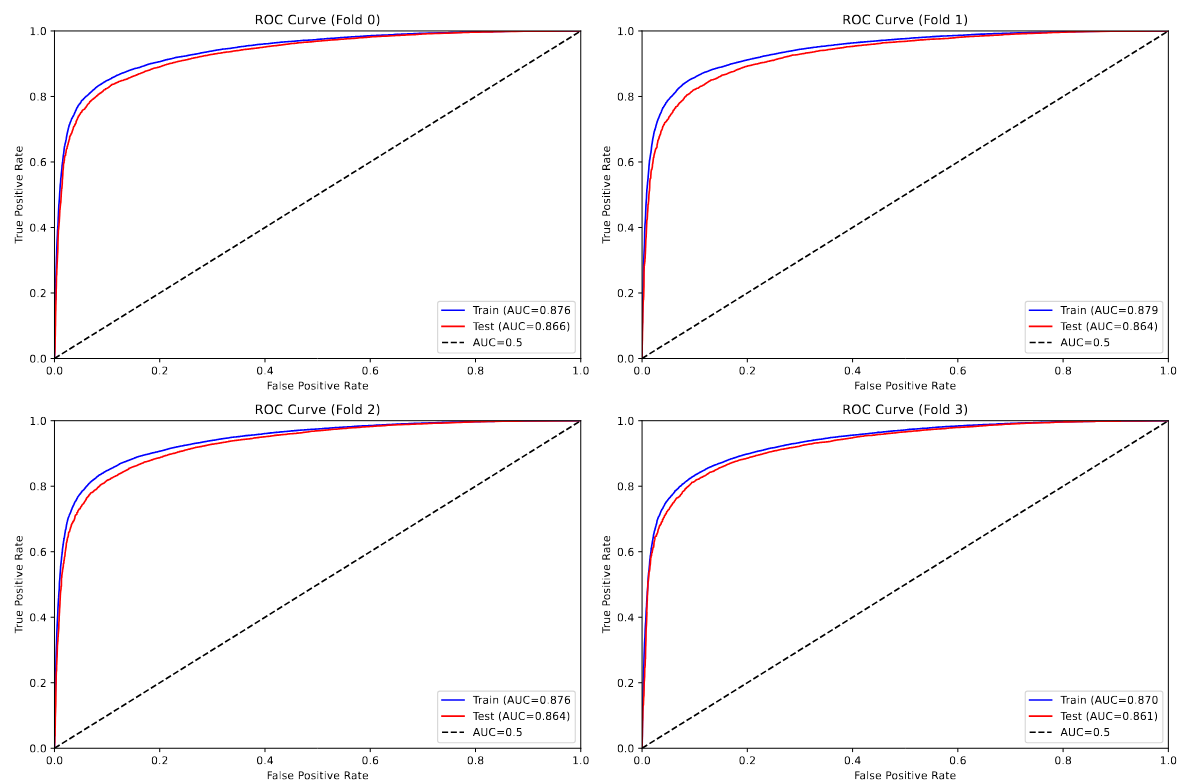 ROC Curve (Fold 0)
1.0
0.8
0.6
0.4
0.2
0.0
True Positive Rate
Train (AUC=0.876
Test (AUC=0.866)
AUC=0.5
0.0 0.2 0.4 0.6 0.8 1.0
False Positive Rate
ROC Curve (Fold 1)
1.0
0.8
0.6
0.4
0.2
0.0
True Positive Rate
Train (AUC=0.879
Test (AUC=0.864)
AUC=0.5
0.0 0.2 0.4 0.6 0.8 1.0
False Positive Rate
ROC Curve (Fold 2)
1.0
0.8
0.6
0.4
0.2
0.0
True Positive Rate
Train (AUC=0.876
Test (AUC=0.864)
AUC=0.5
0.0 0.2 0.4 0.6 0.8 1.0
False Positive Rate
ROC Curve (Fold 3)
1.0
0.8
0.6
0.4
0.2
0.0
True Positive Rate
Train (AUC=0.870
Test (AUC=0.861)
AUC=0.5
0.0 0.2 0.4 0.6 0.8 1.0
False Positive Rate